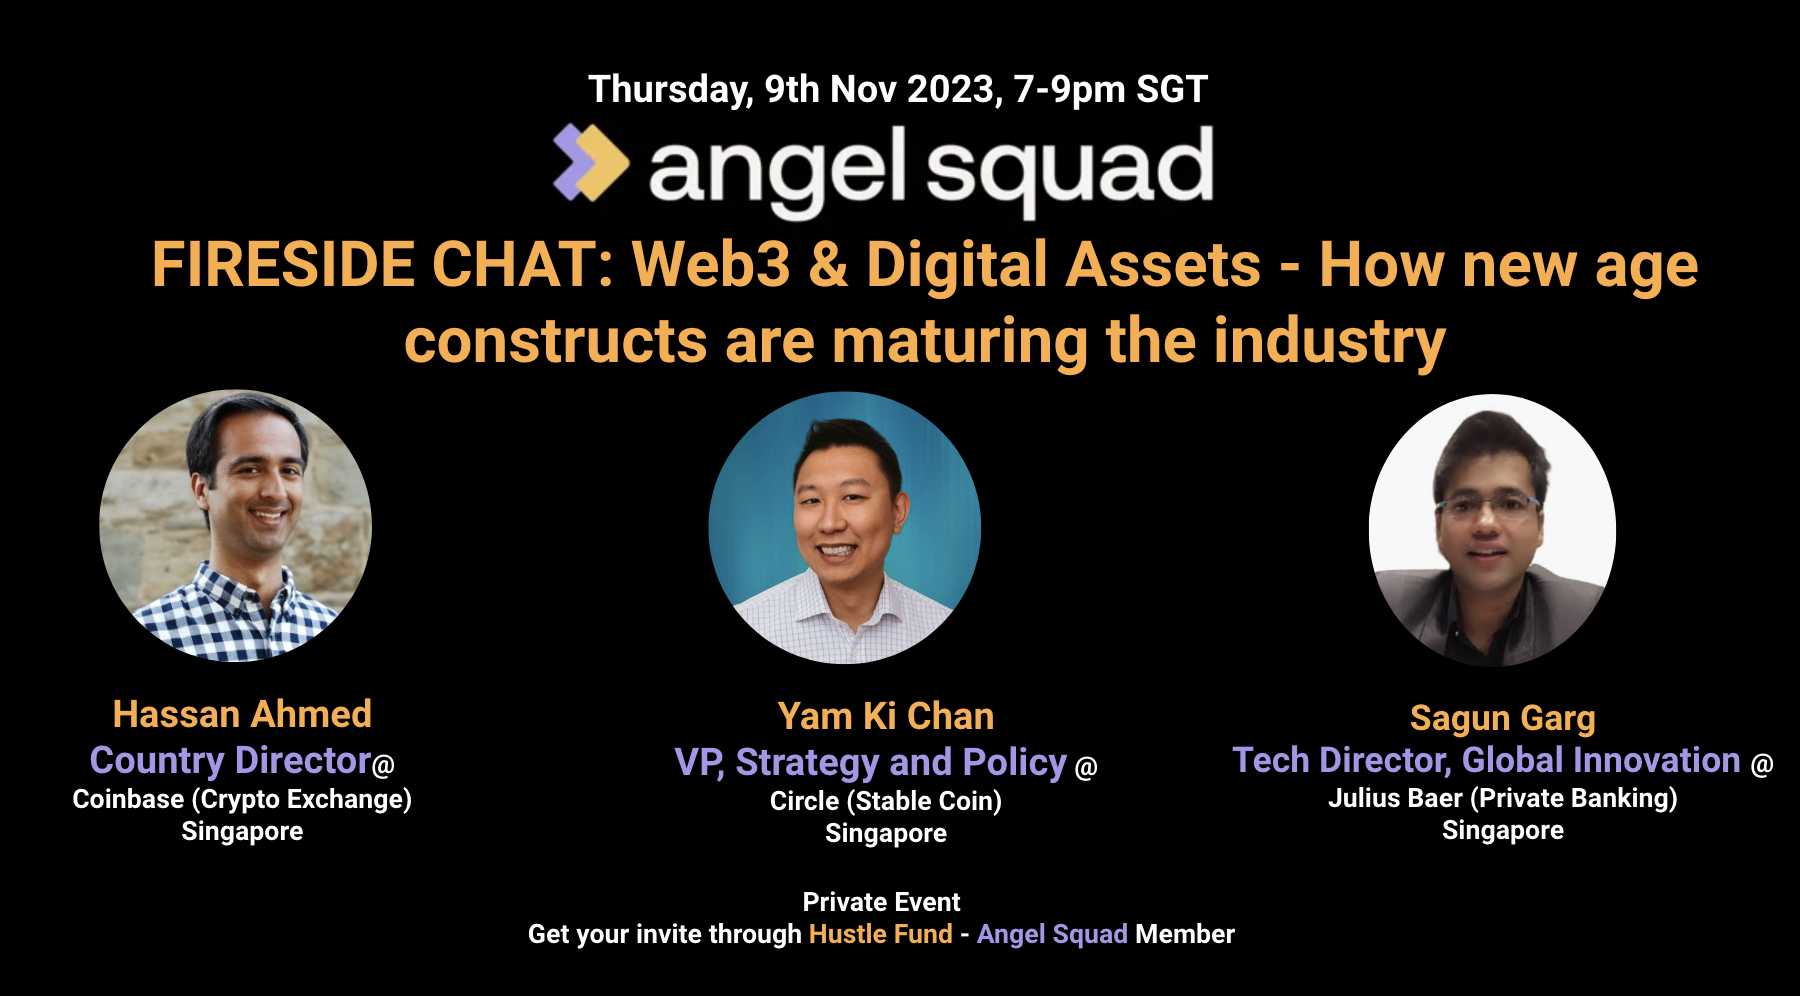 Thursday, 9th Nov 2023, 7-9pm SGT
angel squad
FIRESIDE CHAT: Web3 & Digital Assets - How new age
constructs are maturing the industry
Hassan Ahmed
Country Director@
Coinbase (Crypto Exchange)
Singapore
Yam Ki Chan
VP, Strategy and Policy @
Circle (Stable Coin)
Singapore
Sagun Garg
Tech Director, Global Innovation @
Julius Baer (Private Banking)
Singapore
Private Event
Get your invite through Hustle Fund - Angel Squad Member